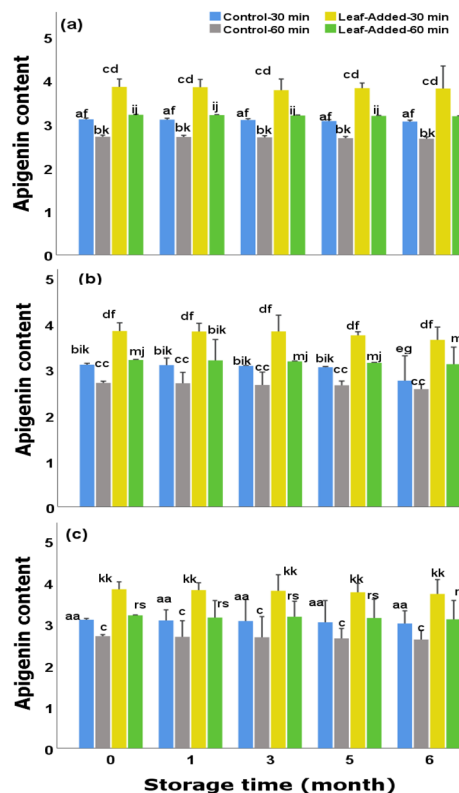 (a)
Control-30 min Leaf-Added-30 min
Control-60 min Leaf-Added-60 min
Apigenin content
5
4
3
2
1
0
af bk cd ij af bk cd ij af bk cd ij af bk cd ij af bk cd
(b)
Apigenin content
5
4
3
2
1
0
bik cc df mj bik cc df bik bik cc df mj bik cc df mj eg cc df m
(c)
Apigenin content
5
4
3
2
1
0
aa c kk rs aa c kk rs aa c kk rs aa c kk rs aa c kk r
0 1 3 5 6
Storage time (month)